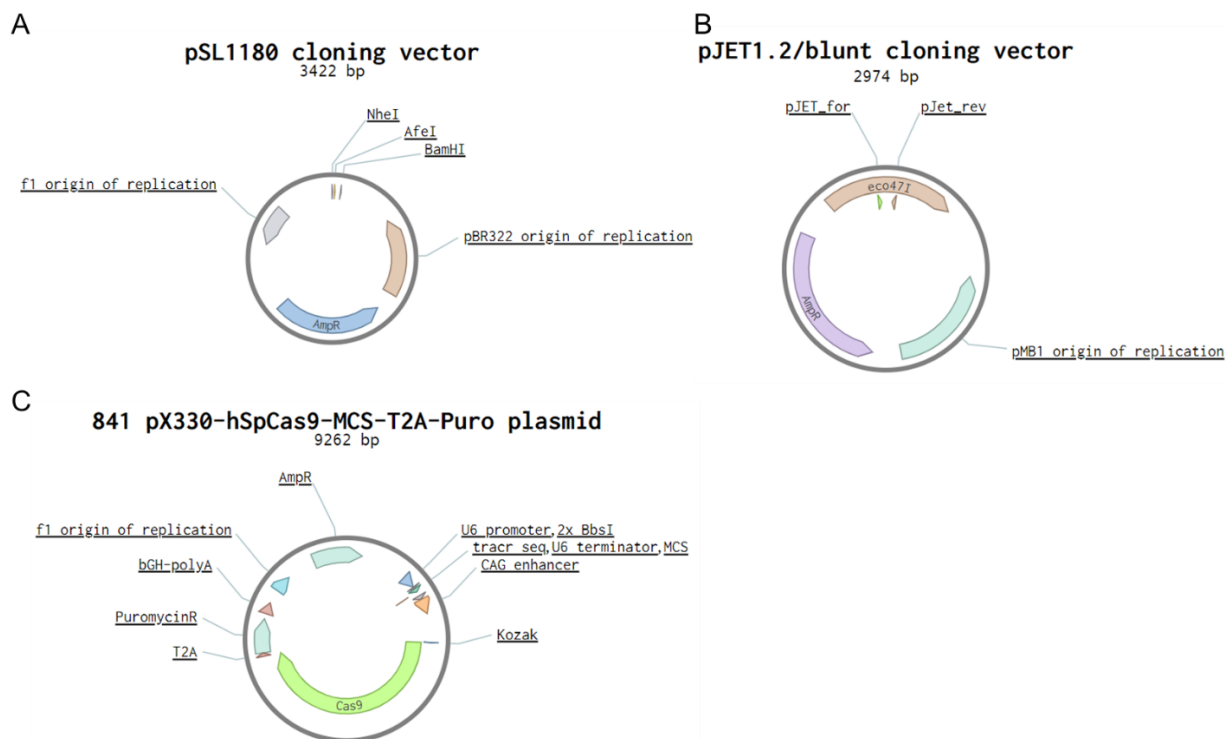 A
pSL1180 cloning vector
3422 bp
NheI
AfeI
BamHI
f1 origin of replication
pBR322 origin of replication
AmpR
B
pJET1.2/blunt cloning vector
2974 bp
pJET_for
pJet_rev
eco47I
AmpR
pMB1 origin of replication
C
841 pX330-hSpCas9-MCS-T2A-Puro plasmid
9262 bp
AmpR
f1 origin of replication
U6 promoter, 2x BbsI
tracr seq, U6 terminator, MCS
bGH-polyA
CAG enhancer
PuromycinR
Kozak
T2A
Cas9